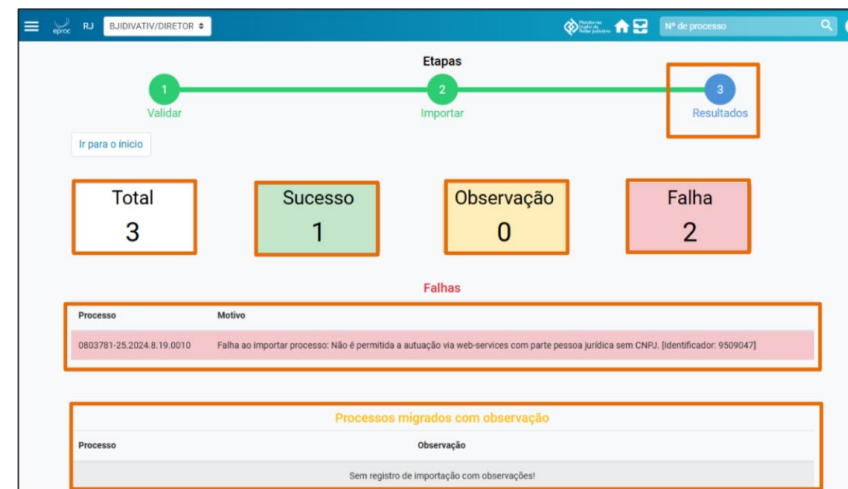 eproc RJ BJIDIVATIV/DIRETOR Nº de processo
Etapas
1 2 3
Validar Importar Resultados
Ir para o ínicio
Total Sucesso Observação Falha
3 1 0 2
Falhas
Processo Motivo
0803781-25.2024.8.19.0010 Falha ao importar processo: Não é permitida a autuação via web-services com parte pessoa jurídica sem CNPJ. [Identificador: 9509047]
Processos migrados com observação
Processo Observação
Sem registro de importação com observações!